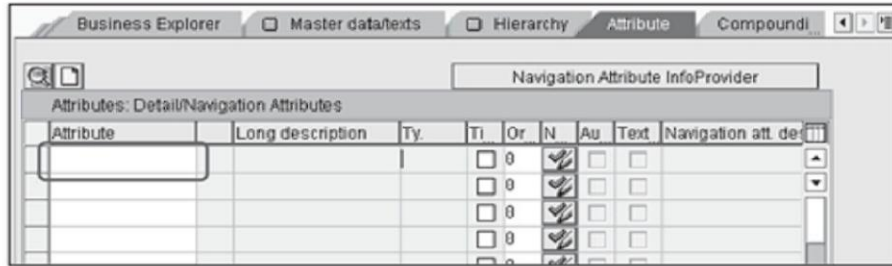 Business Explorer Master data/texts Hierarchy Attribute Compoundi...
Navigation Attribute InfoProvider
Attributes: Detail/Navigation Attributes
Attribute Long description Ty. Ti... Or... N... Au... Text... Navigation att. des
0
0
0
0